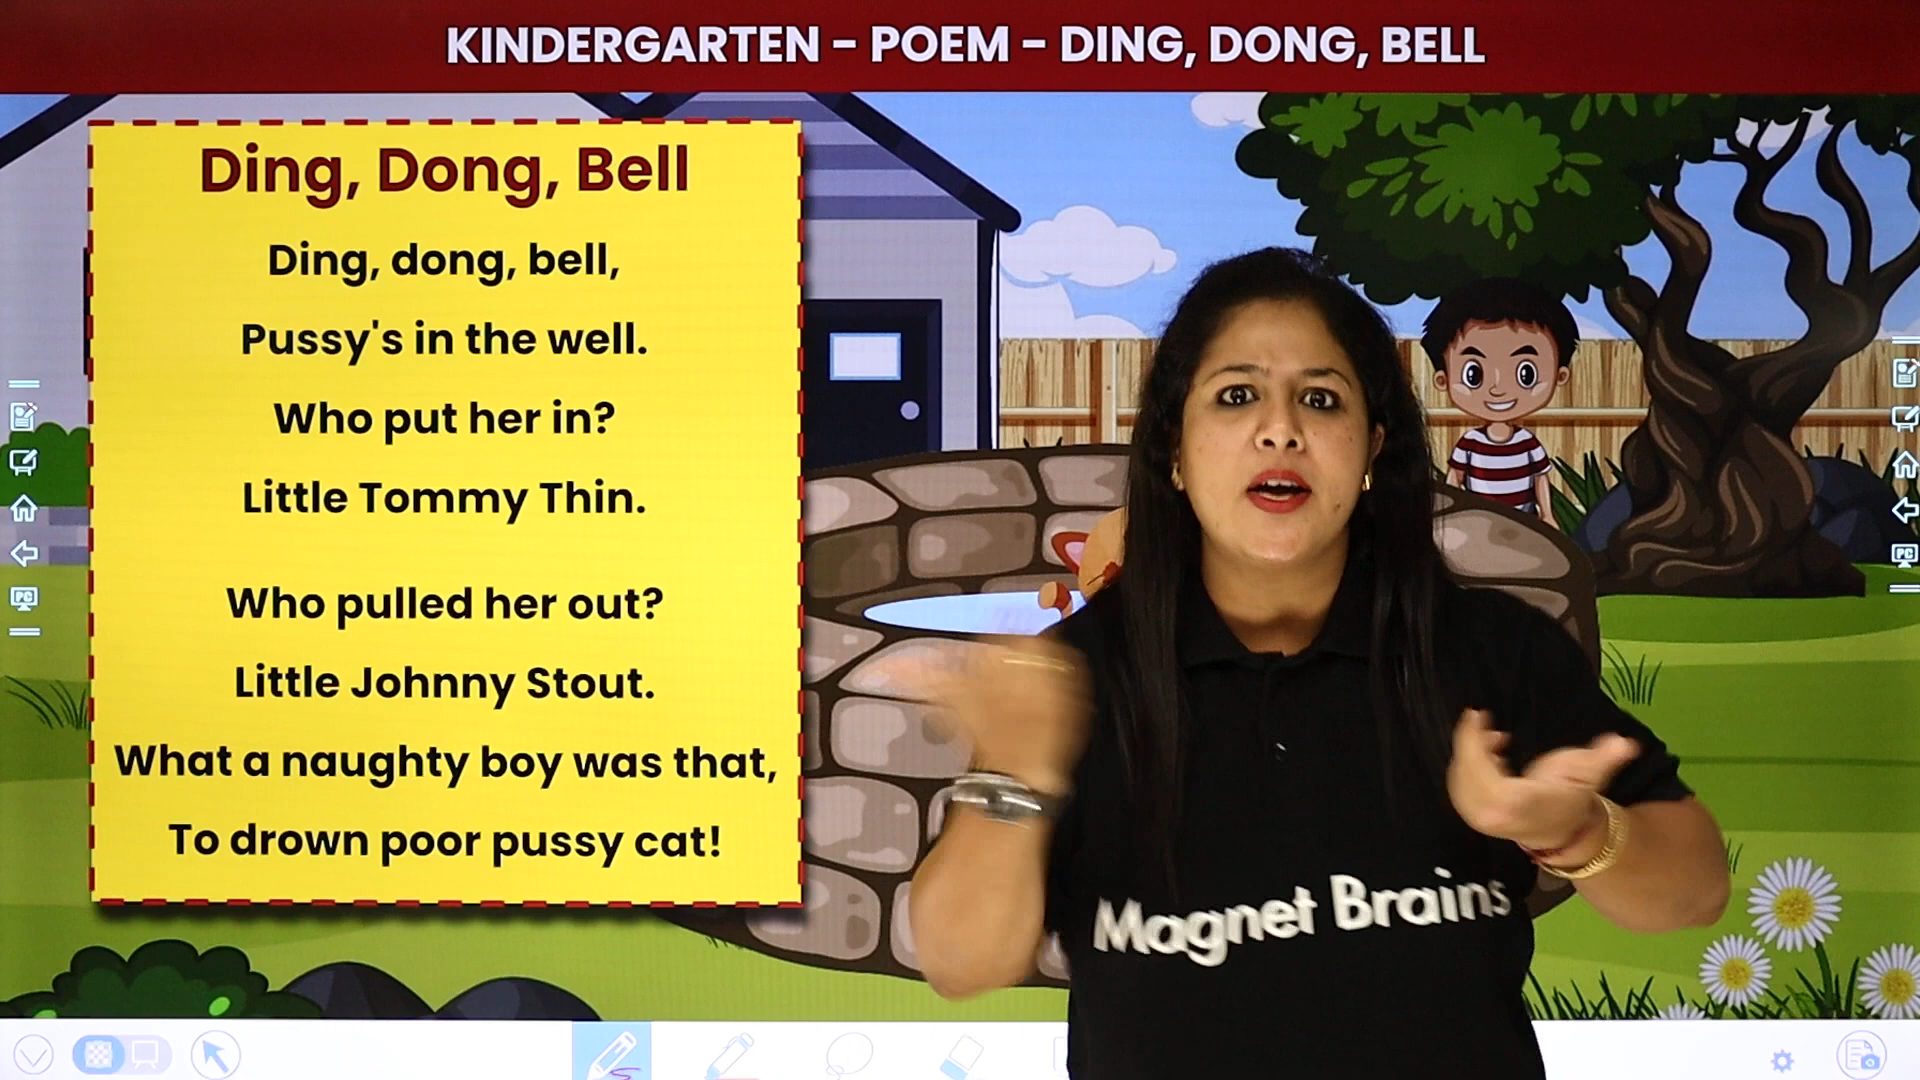 KINDERGARTEN - POEM - DING, DONG, BELL
Ding, Dong, Bell
Ding, dong, bell,
Pussy's in the well.
Who put her in?
Little Tommy Thin.
Who pulled her out?
Little Johnny Stout.
What a naughty boy was that,
To drown poor pussy cat!
PC
PC
Magnet Brains